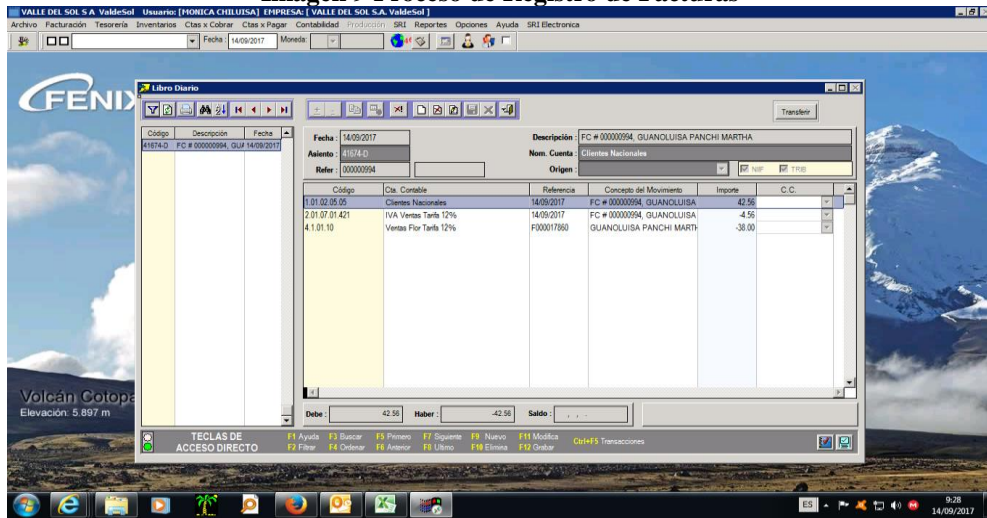 Imagen 9 Proceso de Registro de Facturas
VALLE DEL SOL S A ValdeSol Usuario: [MONICA CHILUISA] EMPRESA: [ VALLE DEL SOL S.A. ValdeSol ]
Archivo Facturación Tesorería Inventarios Ctas x Cobrar Ctas x Pagar Contabilidad Producción SRI Reportes Opciones Ayuda SRI Electronica
Fecha : 14/09/2017 Moneda:
FENIX
Libro Diario
Transferir
Código Descripción Fecha
41674-D FC # 000000994, GUA 14/09/2017
Fecha : 14/09/2017 Descripción : FC # 000000994, GUANOLUISA PANCHI MARTHA
Asiento : 41674-D Nom. Cuenta : Clientes Nacionales
Refer : 000000994 Origen : NIIF TRIB
Código Cta. Contable Referencia Concepto del Movimiento Importe C.C.
1.01.02.05.05 Clientes Nacionales 14/09/2017 FC # 000000994, GUANOLUISA 42.56
2.01.07.01.421 IVA Ventas Tarifa 12% 14/09/2017 FC # 000000994, GUANOLUISA -4.56
4.1.01.10 Ventas Flor Tarifa 12% F000017860 GUANOLUISA PANCHI MARTH -38.00
Debe : 42.56 Haber : -42.56 Saldo : , , -
Volcán Cotopa
Elevación: 5.897 m
TECLAS DE ACCESO DIRECTO
F1 Ayuda F3 Buscar F5 Primero F7 Siguiente F9 Nuevo F11 Modifica
Ctrl+F5 Transacciones
F2 Filtrar F4 Ordenar F6 Anterior F8 Ultimo F10 Elimina F12 Grabar
ES 9:28
14/09/2017